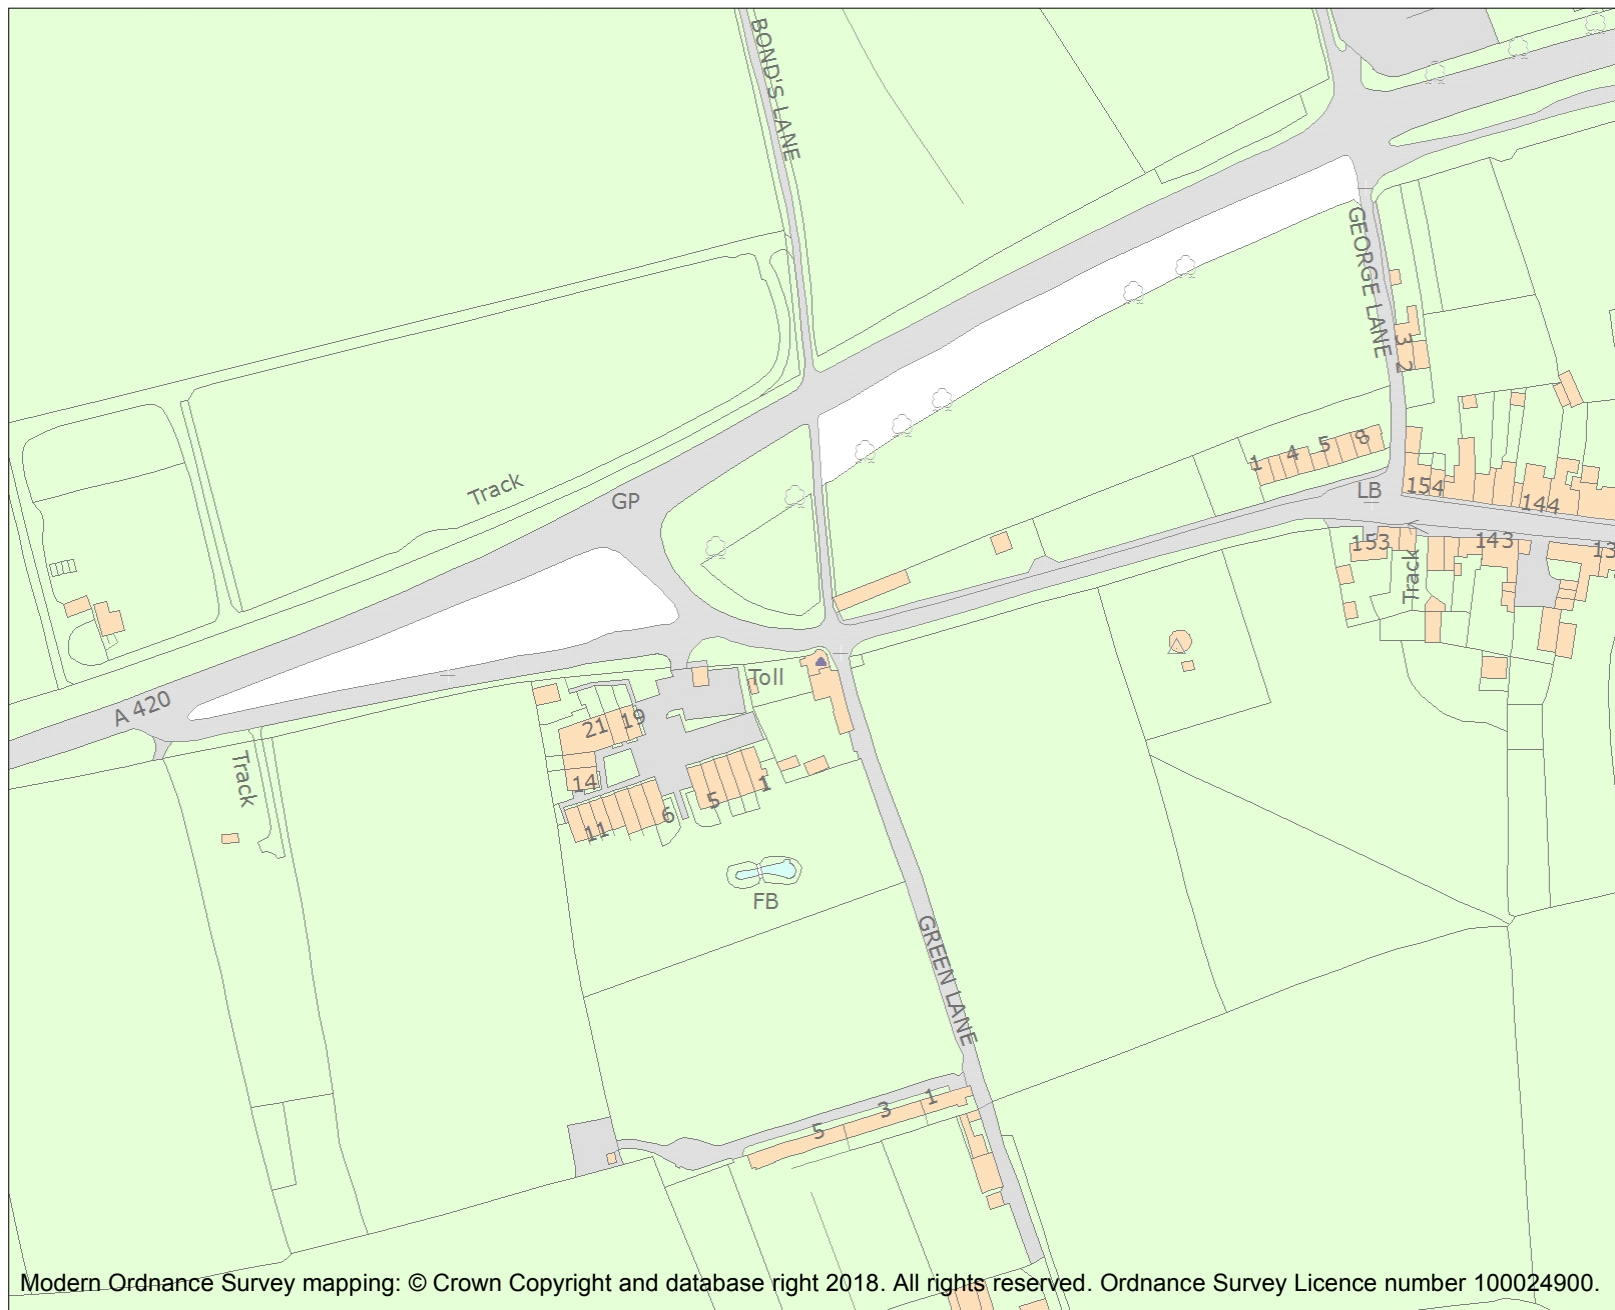 BOND'S LANE
GEORGE LANE
3
2
Track
GP
1
4
5
8
LB
154
144
153
143
13
Track
Toll
A 420
21
19
Track
14
5
1
6
11
FB
GREEN LANE
1
3
5
Modern Ordnance Survey mapping: © Crown Copyright and database right 2018. All rights reserved. Ordnance Survey Licence number 100024900.